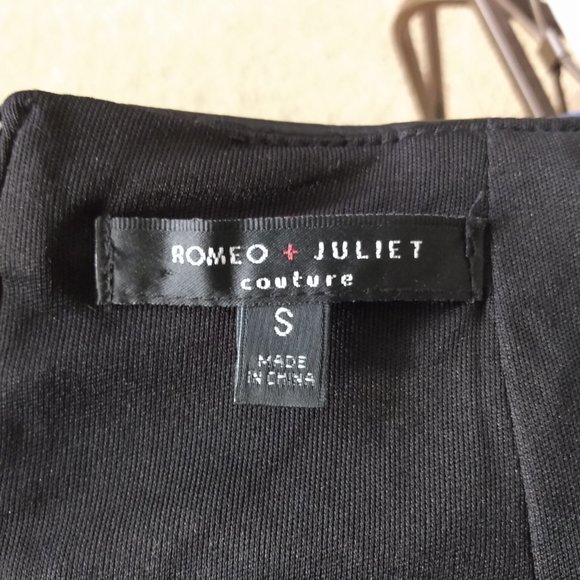 ROMEO + JULIET
couture
S
MADE
IN CHINA